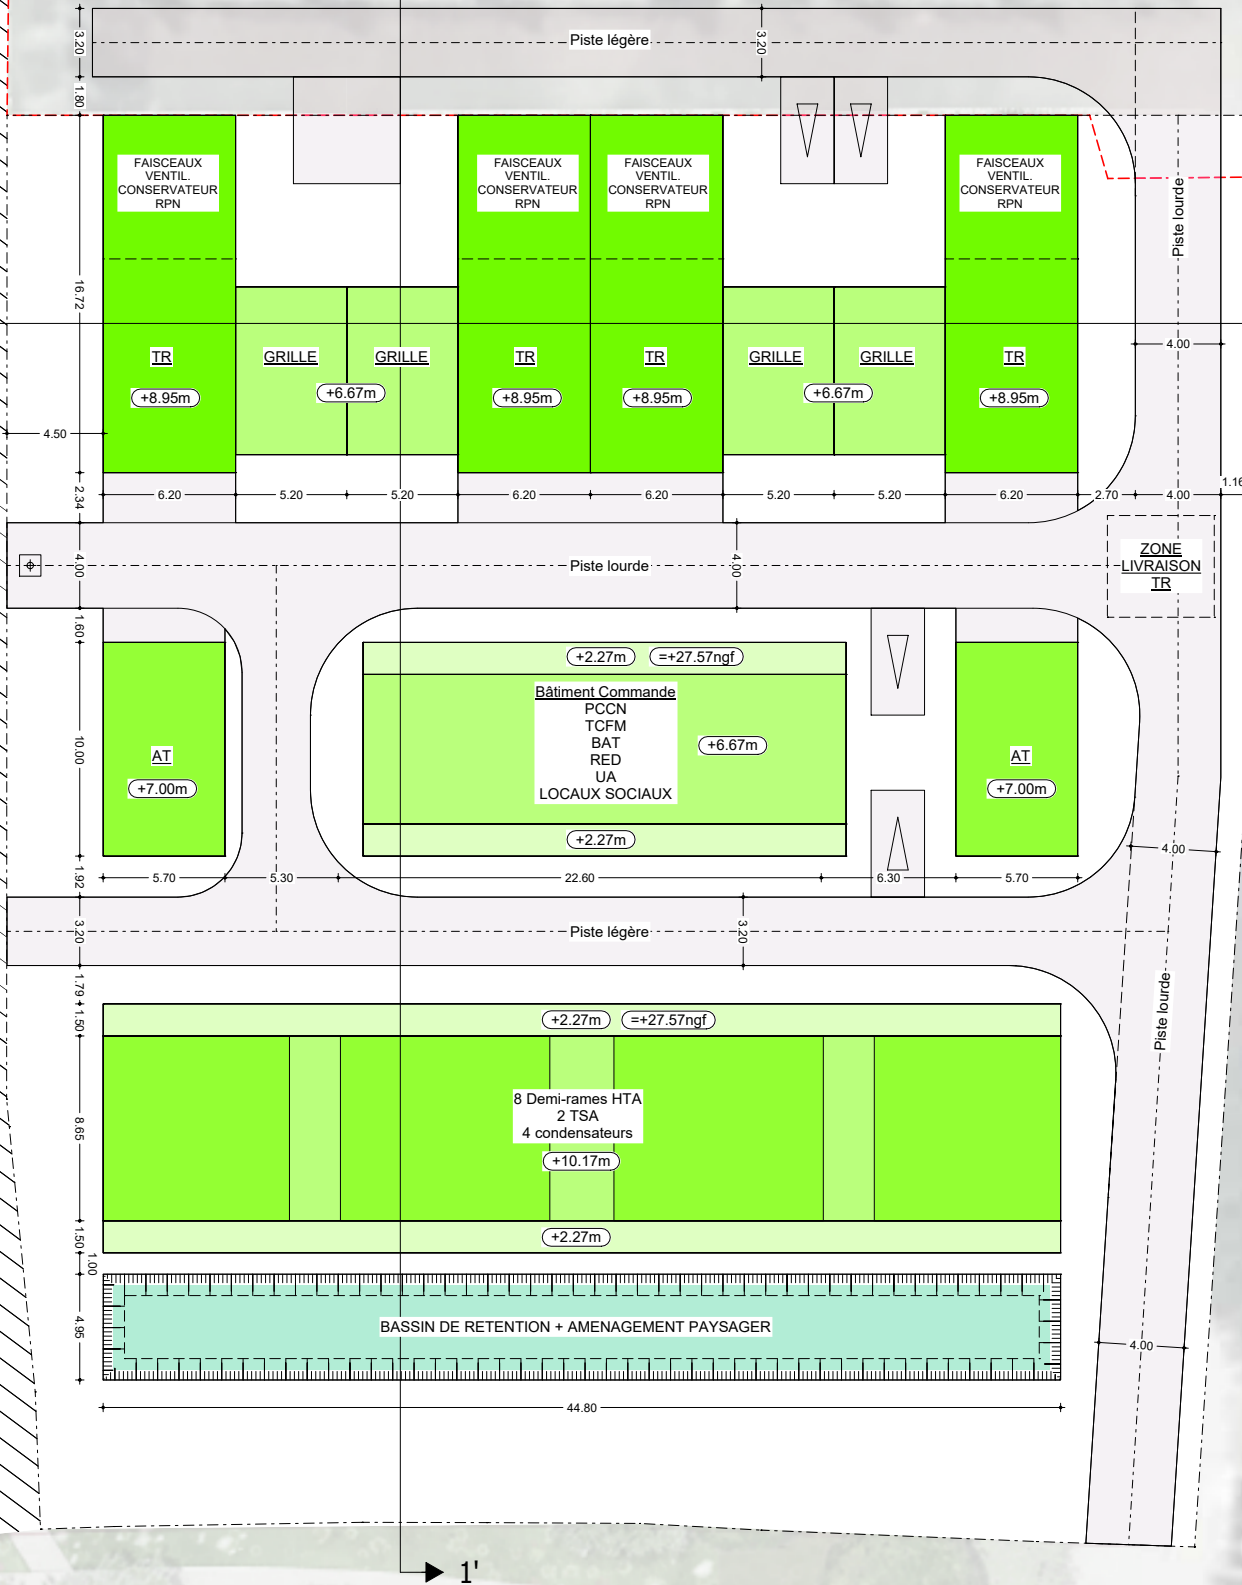 Piste légère
3.20
3.20
1.80
FAISCEAUX
VENTIL.
CONSERVATEUR
RPN
FAISCEAUX
VENTIL.
CONSERVATEUR
RPN
FAISCEAUX
VENTIL.
CONSERVATEUR
RPN
FAISCEAUX
VENTIL.
CONSERVATEUR
RPN
Piste lourde
16.72
4.00
TR
GRILLE
GRILLE
TR
TR
GRILLE
GRILLE
TR
+8.95m
+6.67m
+8.95m
+8.95m
+6.67m
+8.95m
4.50
2.34
6.20
5.20
5.20
6.20
6.20
5.20
5.20
6.20
2.70
4.00
1.16
4.00
Piste lourde
4.00
ZONE
LIVRAISON
TR
1.60
+2.27m
=+27.57ngf
Bâtiment Commande
PCCN
TCFM
BAT
RED
UA
LOCAUX SOCIAUX
+6.67m
10.00
AT
+7.00m
AT
+7.00m
+2.27m
4.00
1.92
5.70
5.30
22.60
6.30
5.70
3.20
Piste légère
3.20
Piste lourde
1.79
1.50
+2.27m
=+27.57ngf
8.65
8 Demi-rames HTA
2 TSA
4 condensateurs
+10.17m
1.50
+2.27m
1.00
4.95
BASSIN DE RETENTION + AMENAGEMENT PAYSAGER
4.00
44.80
1'